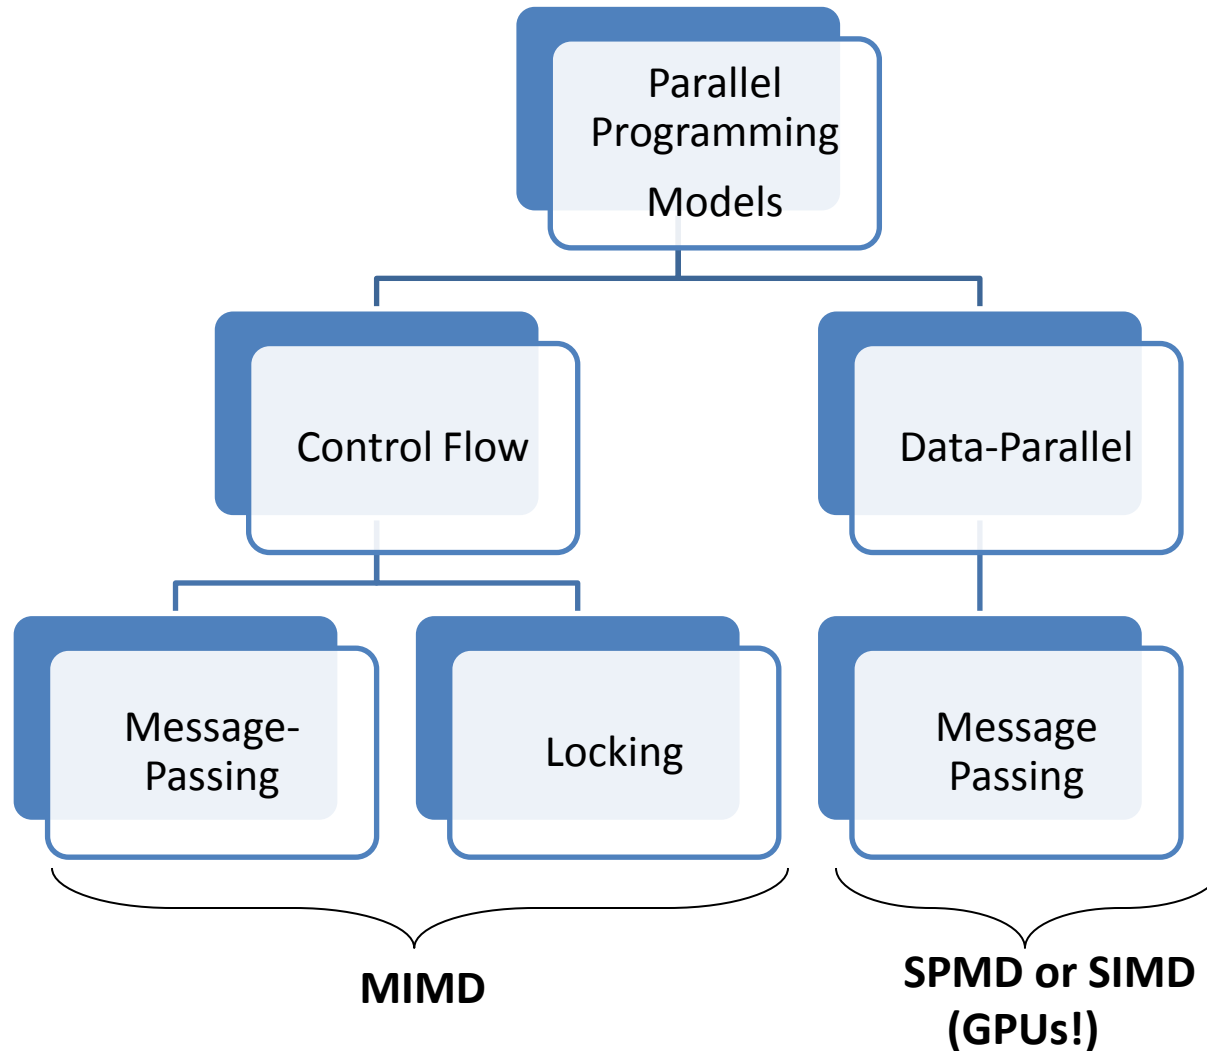 Parallel
Programming
Models
Control Flow
Data-Parallel
Message-
Passing
Locking
Message
Passing
MIMD
SPMD or SIMD
(GPUs!)